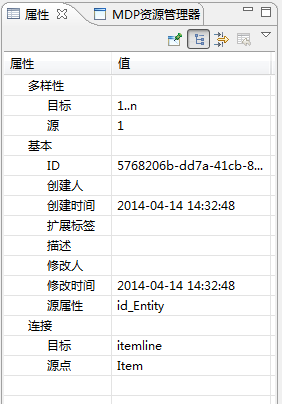 属性 MDP资源管理器
属性 值
多样性
目标 1..n
源 1
基本
ID 5768206b-dd7a-41cb-8...
创建人
创建时间 2014-04-14 14:32:48
扩展标签
描述
修改人
修改时间 2014-04-14 14:32:48
源属性 id_Entity
连接
目标 itemline
源点 Item